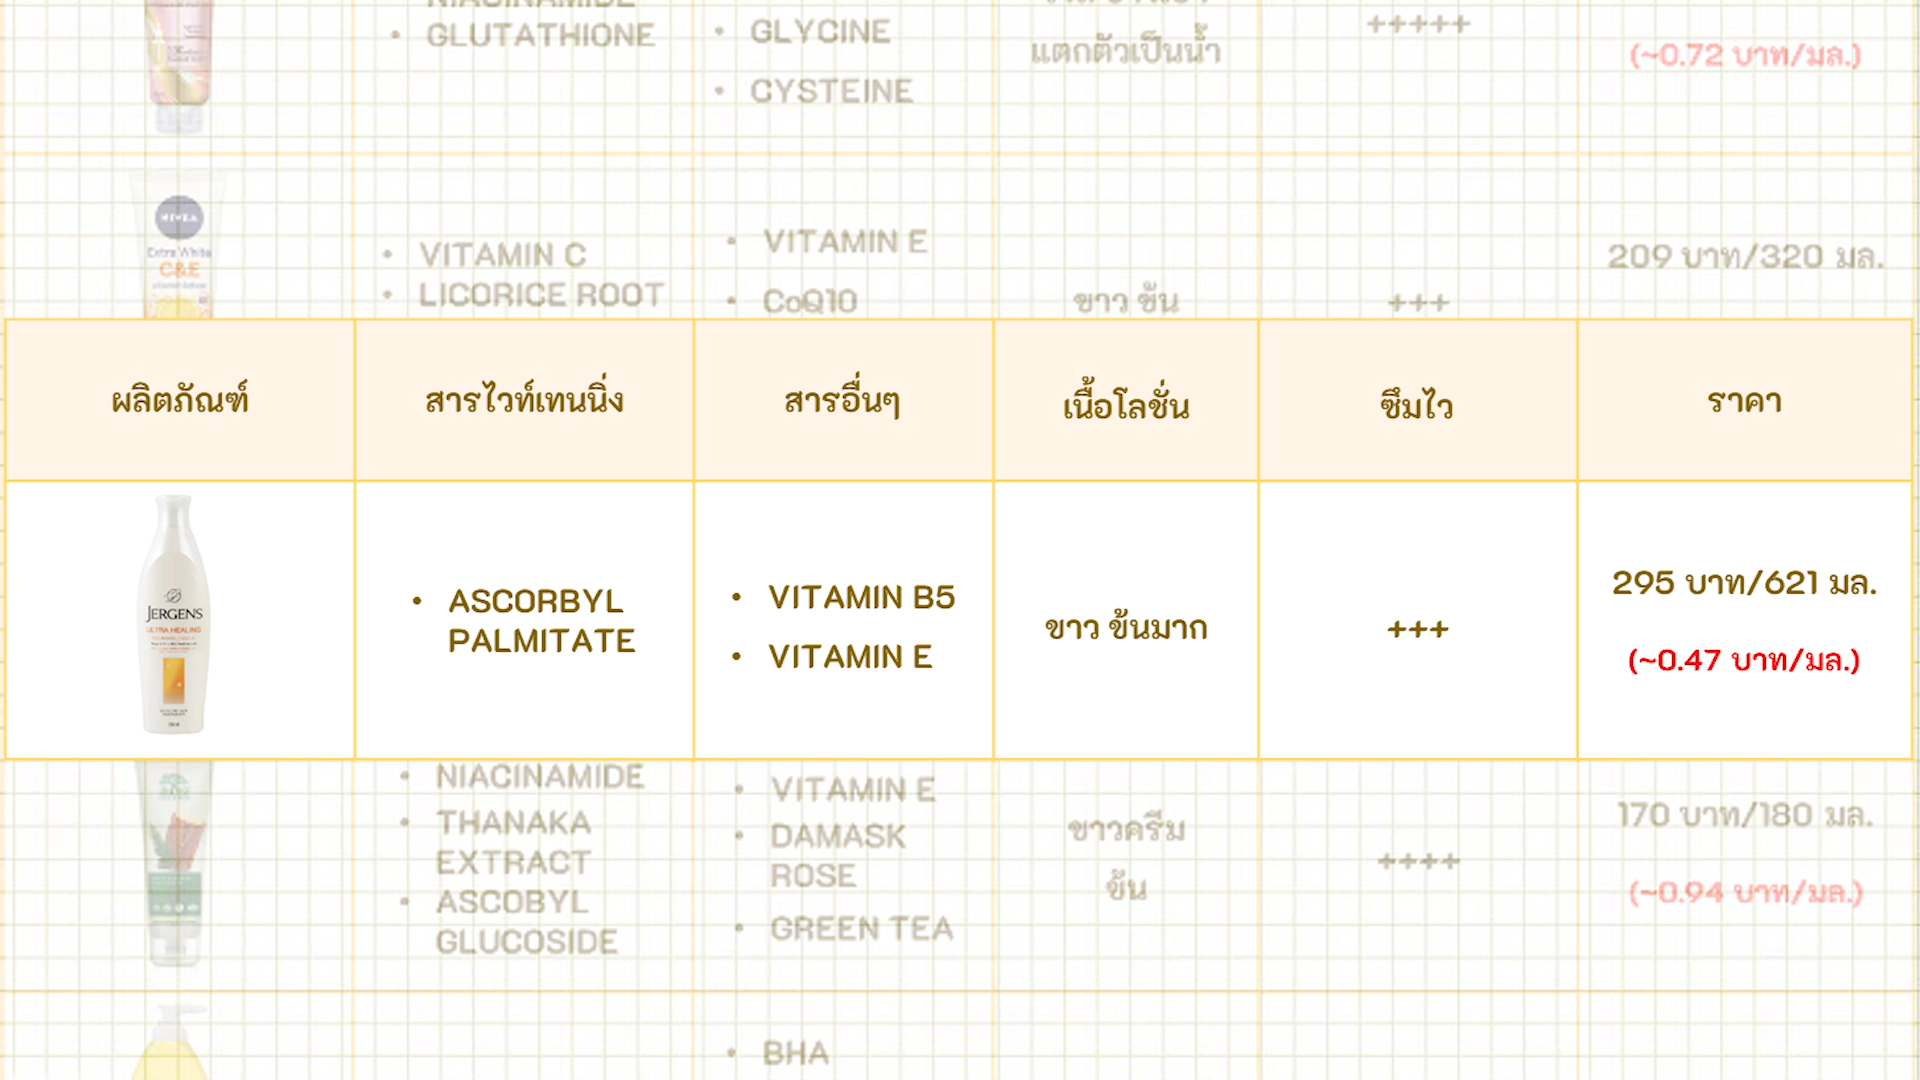 GLUTATHIONE
GLYCINE
CYSTEINE
แตกตัวเป็นน้ำ
+++++
(~0.72 บาท/มล.)
NIVEA
Extra White
C&E
VITAMIN C
LICORICE ROOT
VITAMIN E
CoQ10
ขาว ข้น
+++
209 บาท/320 มล.
ผลิตภัณฑ์
สารไวท์เทนนิ่ง
สารอื่นๆ
เนื้อโลชั่น
ซึมไว
ราคา
JERGENS
ULTRA HEALING
ASCORBYL
PALMITATE
VITAMIN B5
VITAMIN E
ขาว ข้นมาก
+++
295 บาท/621 มล.
(~0.47 บาท/มล.)
NIACINAMIDE
THANAKA
EXTRACT
ASCOBYL
GLUCOSIDE
VITAMIN E
DAMASK
ROSE
GREEN TEA
ขาวครีม
ข้น
++++
170 บาท/180 มล.
(~0.94 บาท/มล.)
BHA